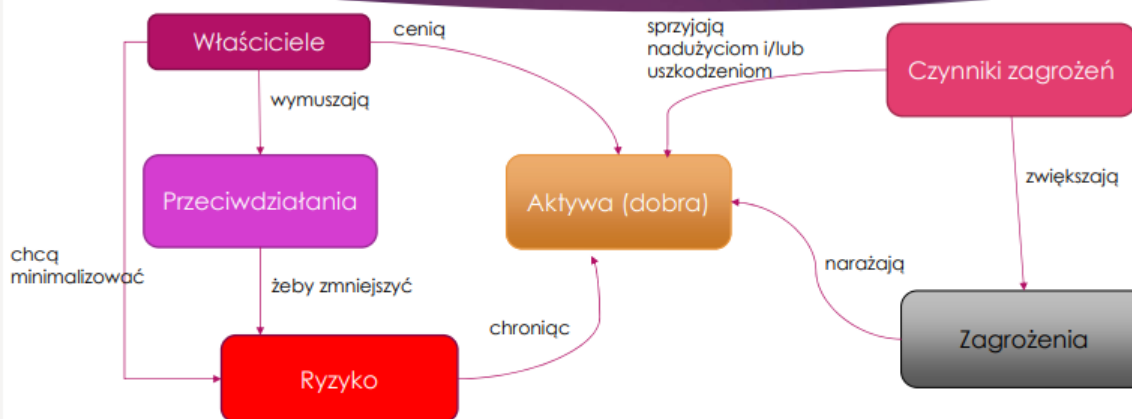 Właściciele
cenią
sprzyjają
nadużyciom i/lub
uszkodzeniom
Czynniki zagrożeń
wymuszają
Przeciwdziałania
Aktywa (dobra)
zwiększają
chcą
minimalizować
żeby zmniejszyć
narażają
chroniąc
Zagrożenia
Ryzyko